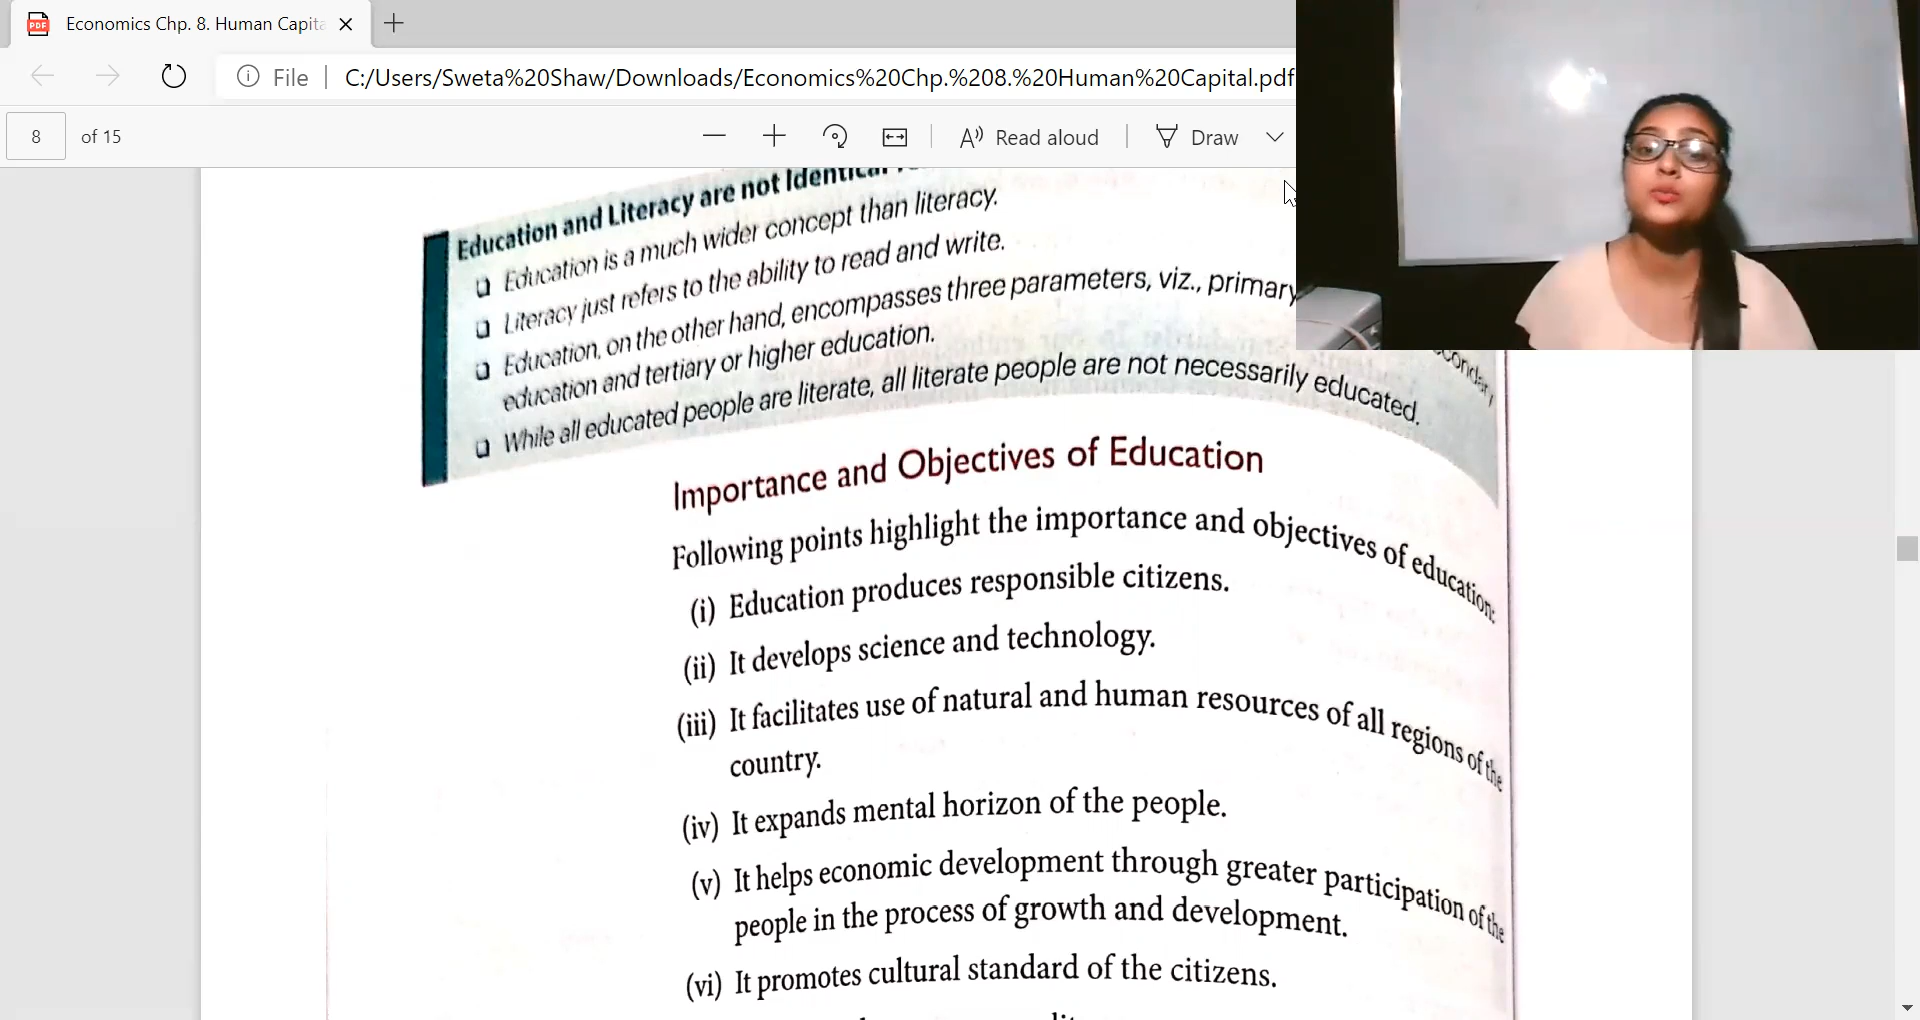 Economics Chp. 8. Human Capita
File
C:/Users/Sweta%20Shaw/Downloads/Economics%20Chp.%208.%20Human%20Capital.pdf
8
of 15
Read aloud
Draw
Education and Literacy are not Identical
Education is a much wider concept than literacy.
Literacy just refers to the ability to read and write.
Education, on the other hand, encompasses three parameters, viz., primary
education and tertiary or higher education.
While all educated people are literate, all literate people are not necessarily educated.
Importance and Objectives of Education
Following points highlight the importance and objectives of education:
(i) Education produces responsible citizens.
(ii) It develops science and technology.
(iii) It facilitates use of natural and human resources of all regions of the
country.
(iv) It expands mental horizon of the people.
(v) It helps economic development through greater participation of the
people in the process of growth and development.
(vi) It promotes cultural standard of the citizens.